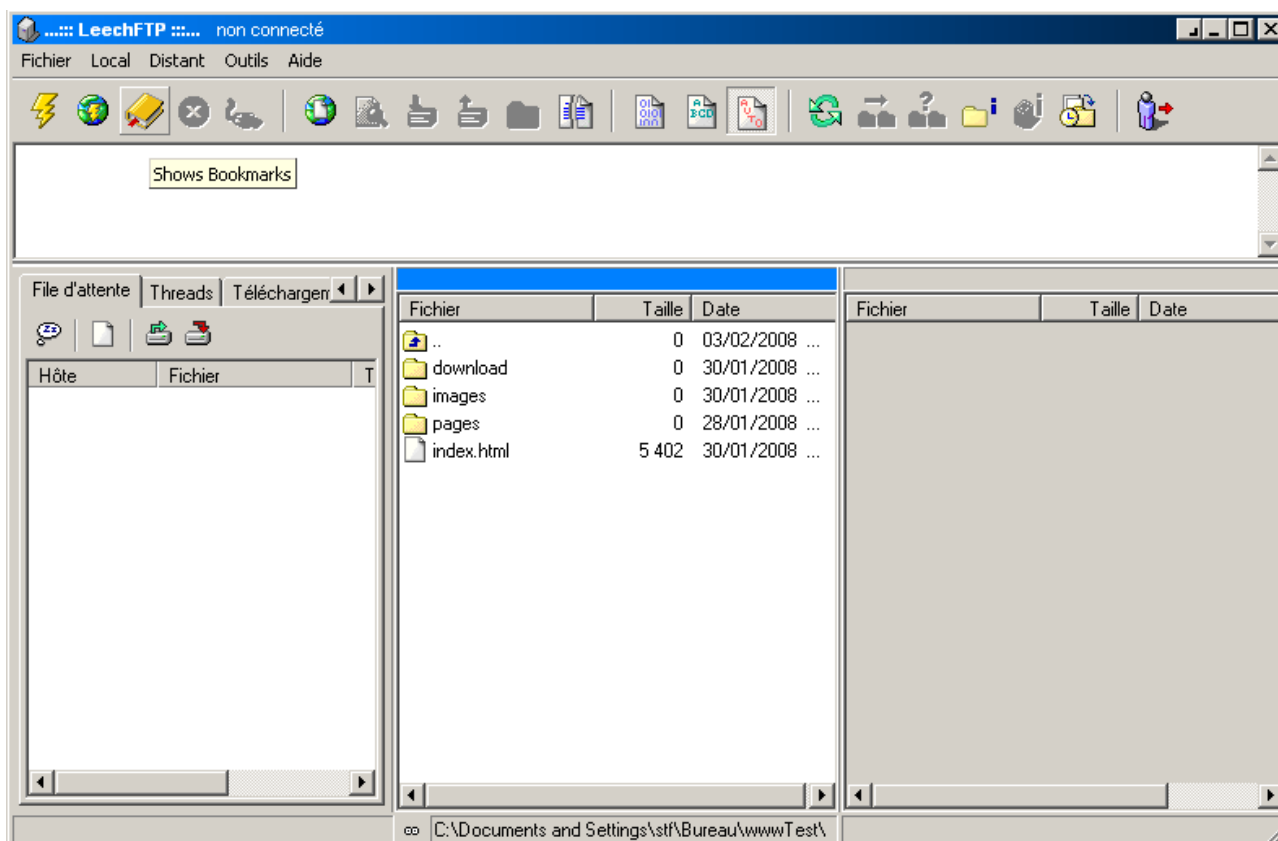 ...::: LeechFTP :::... non connecté
Fichier Local Distant Outils Aide
Shows Bookmarks
File d'attente Threads Téléchargem
Hôte Fichier T
Fichier Taille Date
.. 0 03/02/2008 ...
download 0 30/01/2008 ...
images 0 30/01/2008 ...
pages 0 28/01/2008 ...
index.html 5 402 30/01/2008 ...
Fichier Taille Date
C:\Documents and Settings\stf\Bureau\wwwTest\